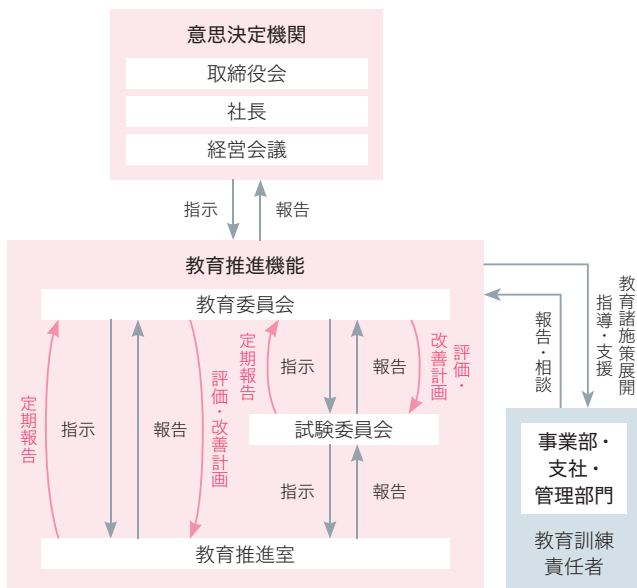 意思決定機関
取締役会
社長
経営会議
指示
報告
教育推進機能
教育委員会
定期報告
指示
報告
評価・改善計画
定期報告
指示
報告
評価・
改善計画
試験委員会
指示
報告
教育推進室
報告・相談
教育諸施策展開
指導・支援
事業部・
支社・
管理部門
教育訓練
責任者